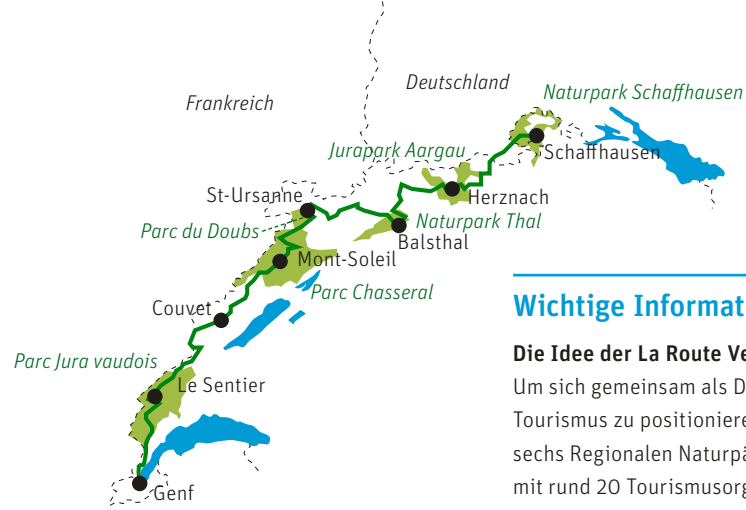 Deutschland
Naturpark Schaffhausen
Frankreich
Schaffhausen
Jurapark Aargau
St-Ursanne
Herznach
Parc du Doubs
Naturpark Thal
Balsthal
Mont-Soleil
Parc Chasseral
Couvet
Parc Jura vaudois
Le Sentier
Genf
Wichtige Informat
Die Idee der La Route Ve
Um sich gemeinsam als D
Tourismus zu positioniere
sechs Regionalen Naturpä
mit rund 20 Tourismusorg